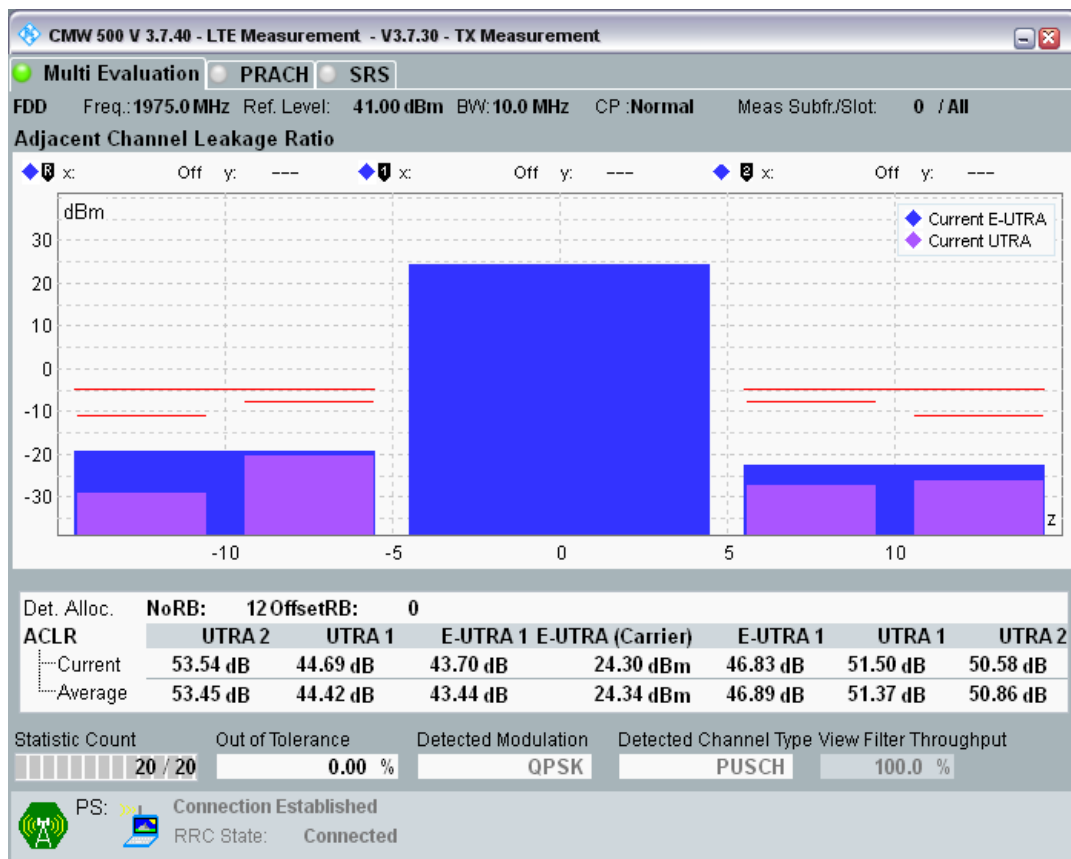 CMW 500 V 3.7.40 - LTE Measurement - V3.7.30 - TX Measurement
Multi Evaluation PRACH SRS
FDD Freq.:1975.0 MHz Ref. Level: 41.00 dBm BW:10.0 MHz CP :Normal Meas Subfr./Slot: 0 / All
Adjacent Channel Leakage Ratio
R x: Off y: --- 1 x: Off y: --- 2 x: Off y: ---
dBm
Current E-UTRA
Current UTRA
30
20
10
0
-10
-20
-30
z
-10 -5 0 5 10
Det. Alloc. NoRB: 12 OffsetRB: 0
ACLR UTRA 2 UTRA 1 E-UTRA 1 E-UTRA (Carrier) E-UTRA 1 UTRA 1 UTRA 2
Current 53.54 dB 44.69 dB 43.70 dB 24.30 dBm 46.83 dB 51.50 dB 50.58 dB
Average 53.45 dB 44.42 dB 43.44 dB 24.34 dBm 46.89 dB 51.37 dB 50.86 dB
Statistic Count Out of Tolerance Detected Modulation Detected Channel Type View Filter Throughput
20 / 20 0.00 % QPSK PUSCH 100.0 %
PS: Connection Established
RRC State: Connected